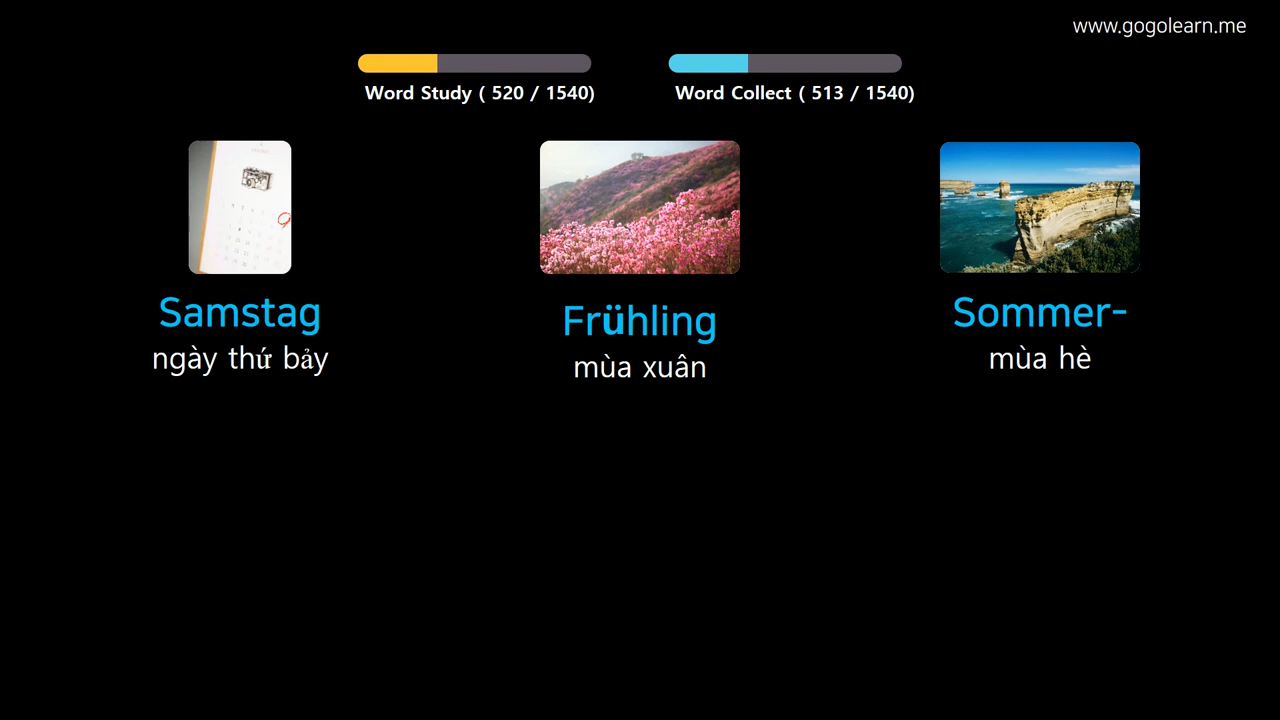 www.gogolearn.me
Word Study ( 520 / 1540)
Word Collect ( 513 / 1540)
Samstag
ngày thứ bảy
Frühling
mùa xuân
Sommer-
mùa hè